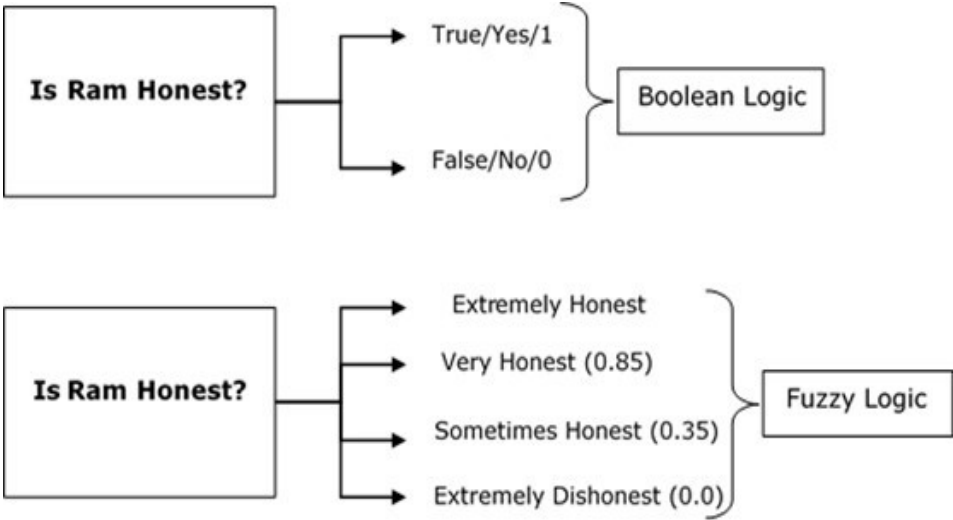 Is Ram Honest?
True/Yes/1
False/No/0
Boolean Logic
Is Ram Honest?
Extremely Honest
Very Honest (0.85)
Sometimes Honest (0.35)
Extremely Dishonest (0.0)
Fuzzy Logic